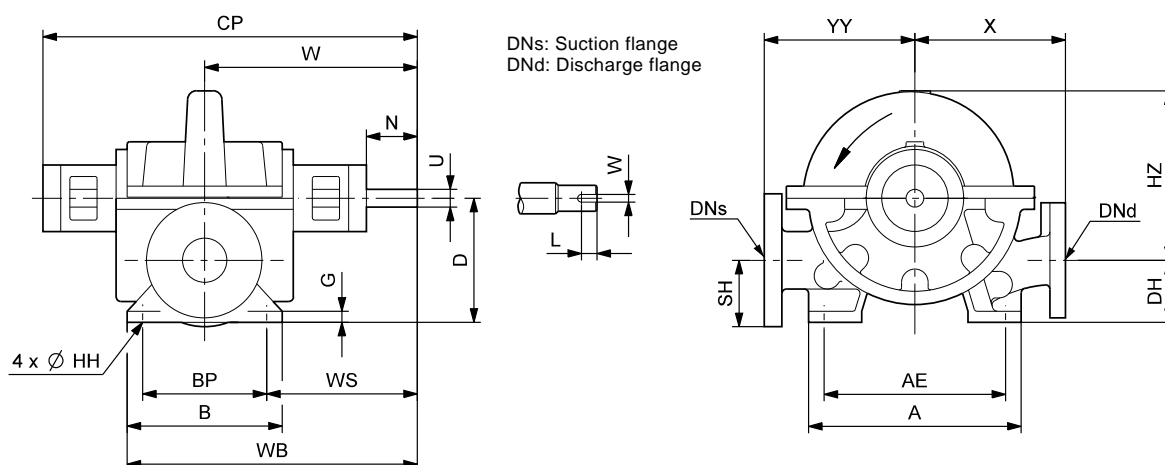 CP
W
N
U
D
G
4 x Ø HH
BP
WS
B
WB
DNs: Suction flange
DNd: Discharge flange
W
L
YY
X
HZ
DNs
DNd
SH
DH
AE
A